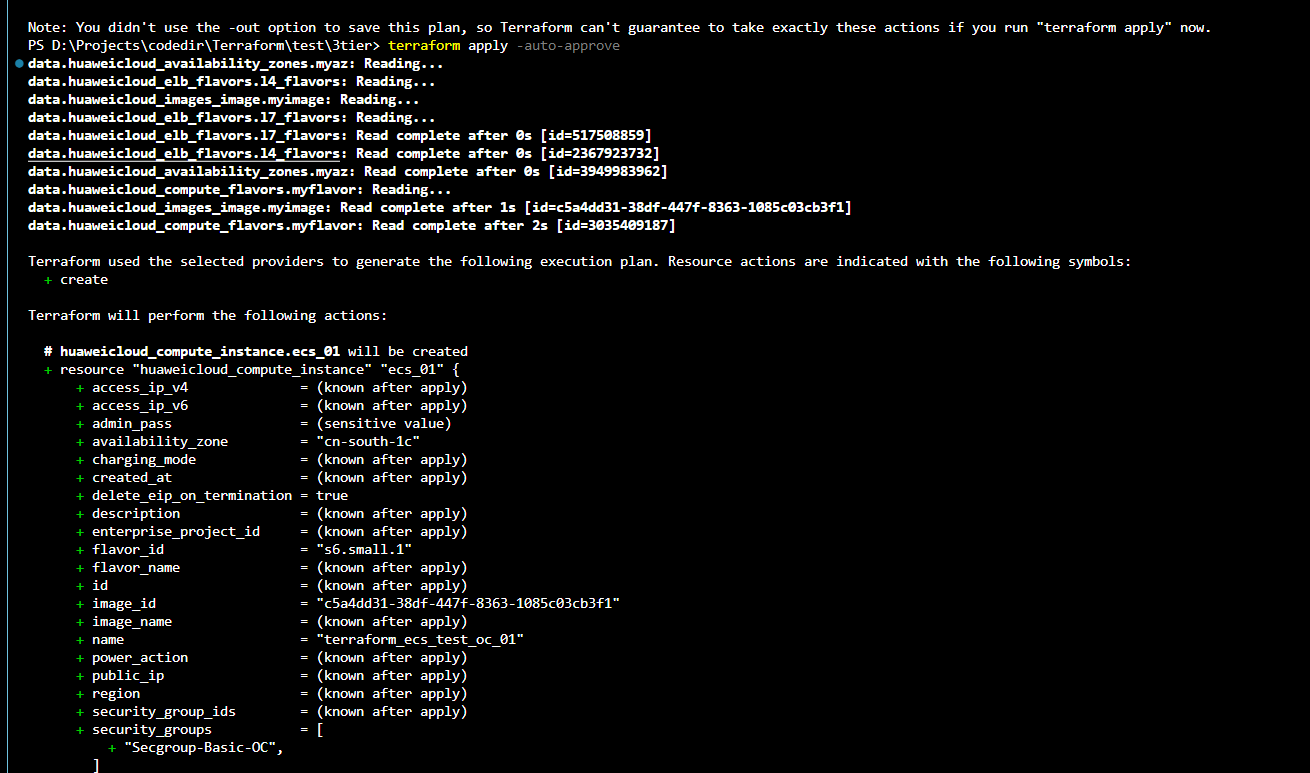 Note: You didn't use the -out option to save this plan, so Terraform can't guarantee to take exactly these actions if you run "terraform apply" now.
PS D:\Projects\codedir\Terraform\test\3tier> terraform apply -auto-approve
data.huaweicloud_availability_zones.myaz: Reading...
data.huaweicloud_elb_flavors.l4_flavors: Reading...
data.huaweicloud_images_image.myimage: Reading...
data.huaweicloud_elb_flavors.l7_flavors: Reading...
data.huaweicloud_elb_flavors.l7_flavors: Read complete after 0s [id=517508859]
data.huaweicloud_elb_flavors.l4_flavors: Read complete after 0s [id=2367923732]
data.huaweicloud_availability_zones.myaz: Read complete after 0s [id=3949983962]
data.huaweicloud_compute_flavors.myflavor: Reading...
data.huaweicloud_images_image.myimage: Read complete after 1s [id=c5a4dd31-38df-447f-8363-1085c03cb3f1]
data.huaweicloud_compute_flavors.myflavor: Read complete after 2s [id=3035409187]

Terraform used the selected providers to generate the following execution plan. Resource actions are indicated with the following symbols:
  + create

Terraform will perform the following actions:

  # huaweicloud_compute_instance.ecs_01 will be created
  + resource "huaweicloud_compute_instance" "ecs_01" {
      + access_ip_v4              = (known after apply)
      + access_ip_v6              = (known after apply)
      + admin_pass                = (sensitive value)
      + availability_zone         = "cn-south-1c"
      + charging_mode             = (known after apply)
      + created_at                = (known after apply)
      + delete_eip_on_termination = true
      + description               = (known after apply)
      + enterprise_project_id     = (known after apply)
      + flavor_id                 = "s6.small.1"
      + flavor_name               = (known after apply)
      + id                        = (known after apply)
      + image_id                  = "c5a4dd31-38df-447f-8363-1085c03cb3f1"
      + image_name                = (known after apply)
      + name                      = "terraform_ecs_test_oc_01"
      + power_action              = (known after apply)
      + public_ip                 = (known after apply)
      + region                    = (known after apply)
      + security_group_ids        = (known after apply)
      + security_groups           = [
          + "Secgroup-Basic-OC",
        ]